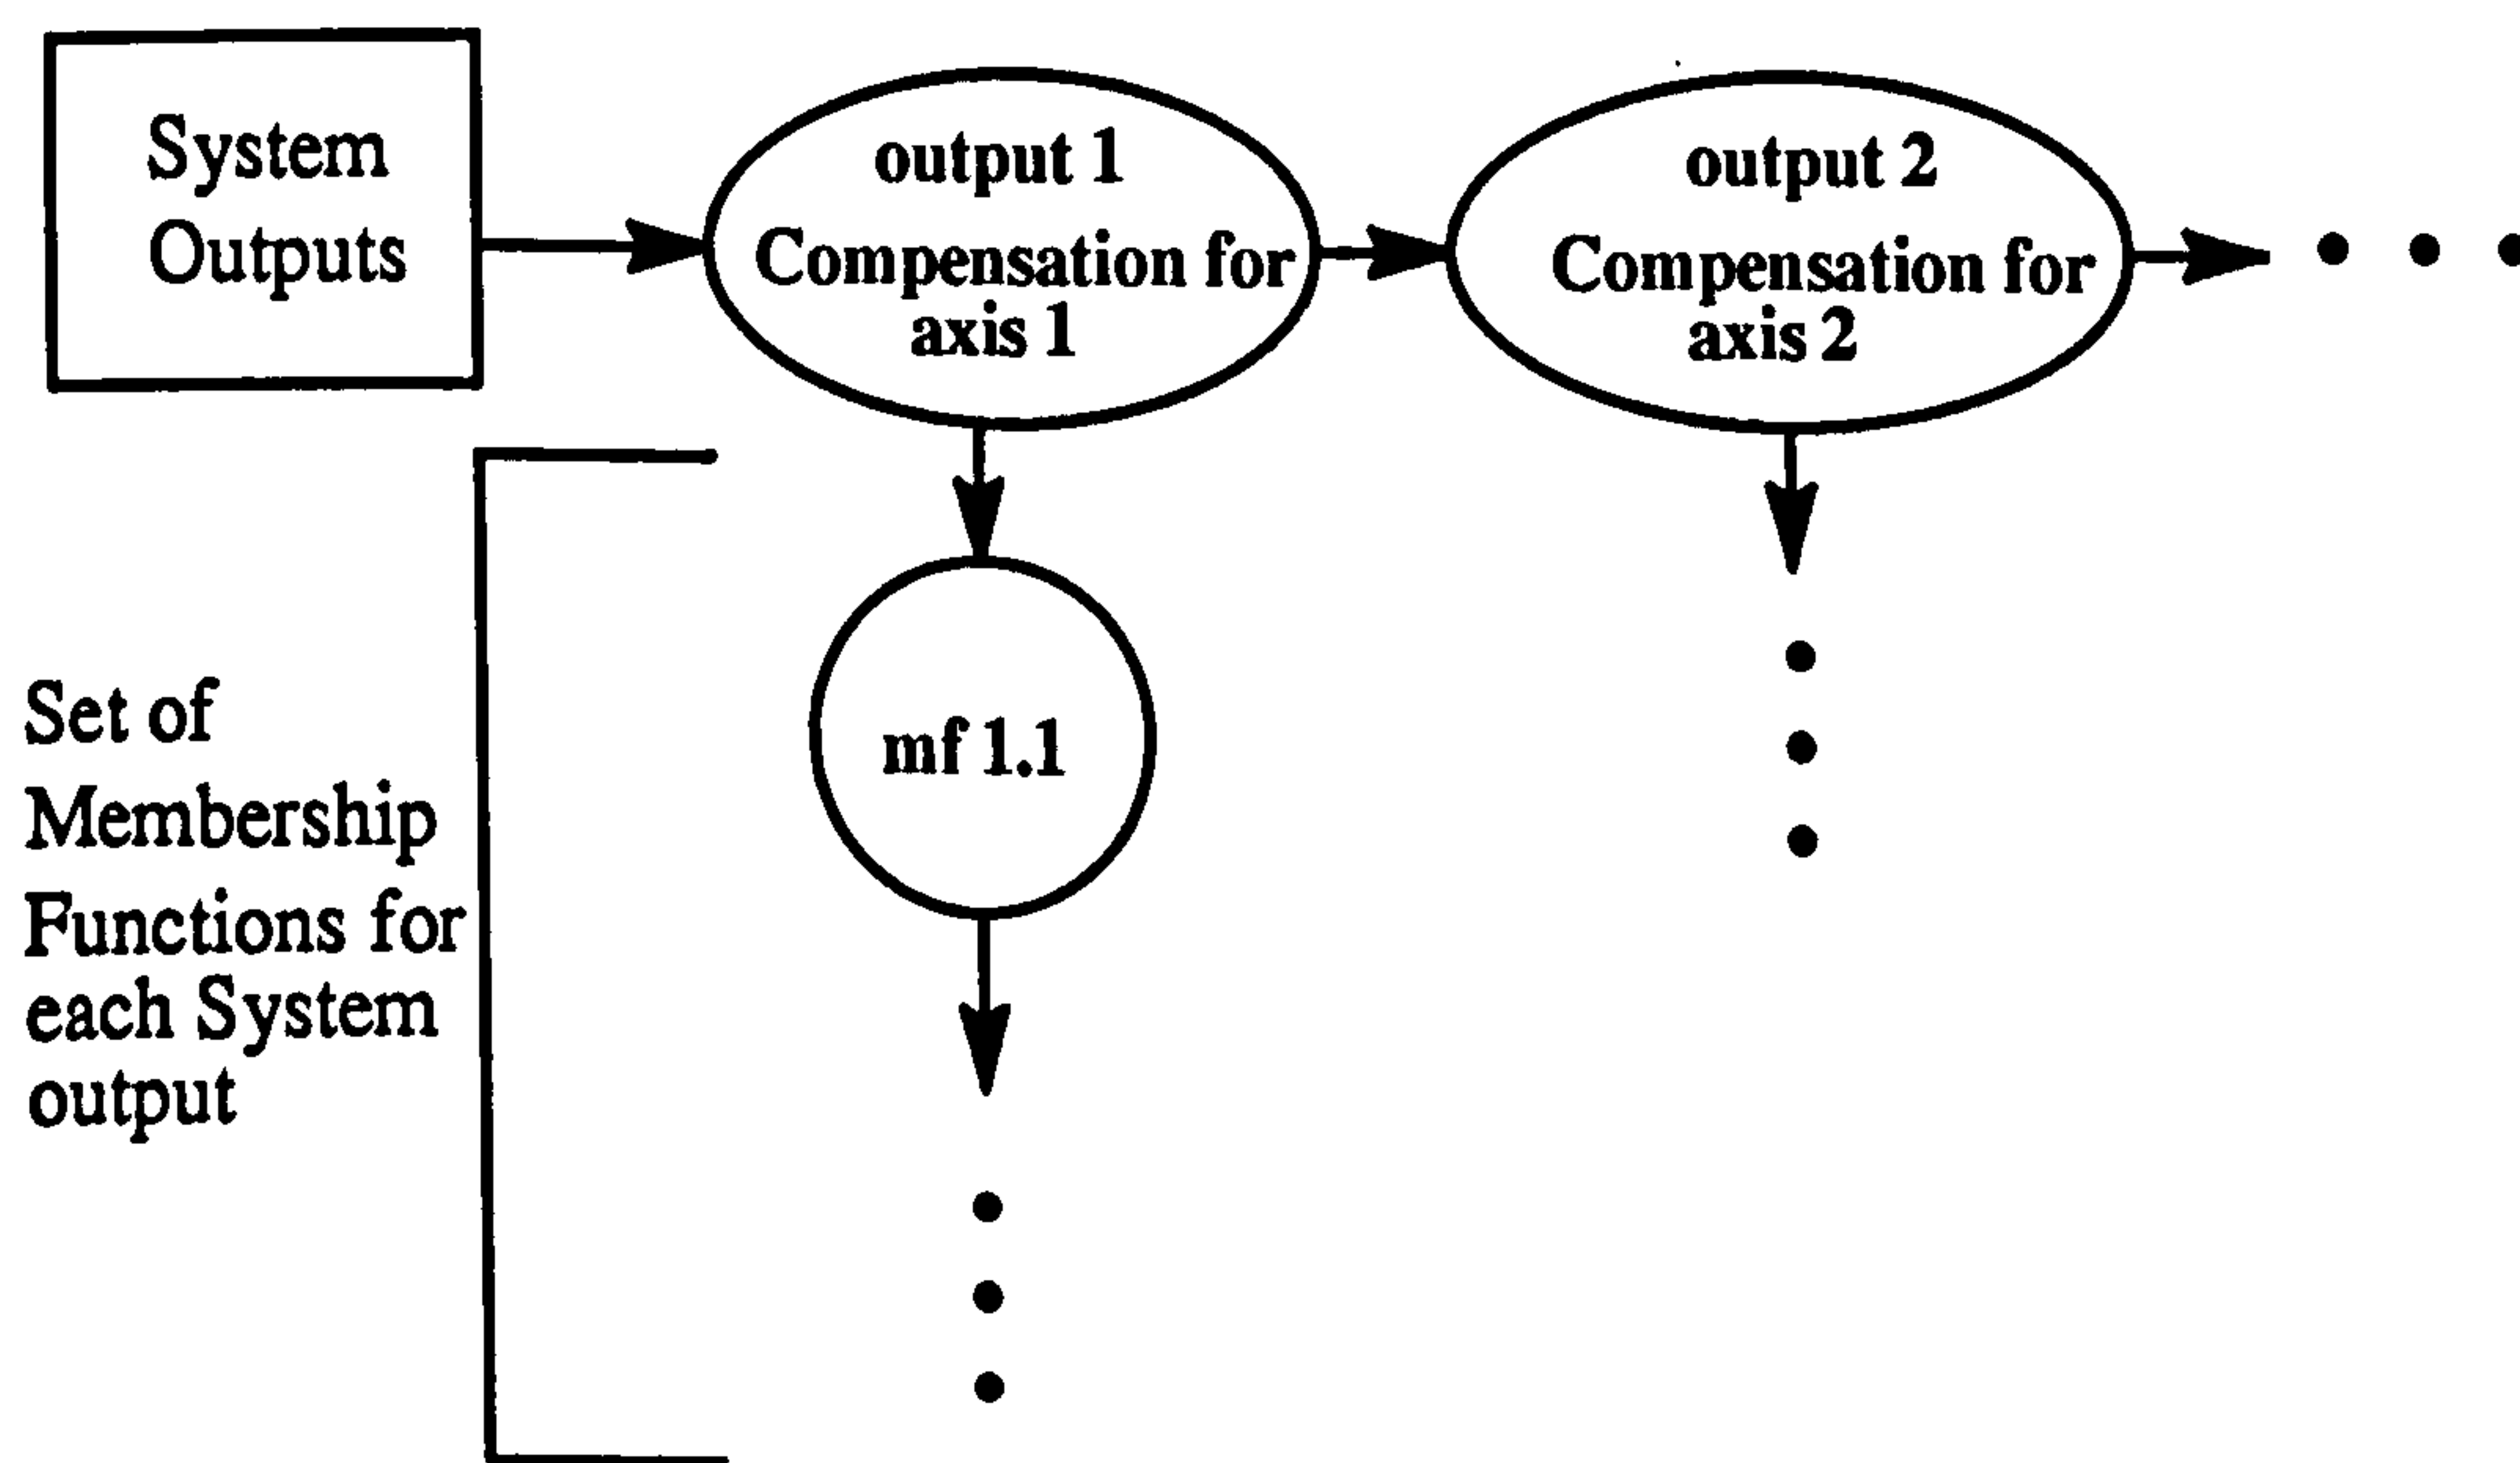 System
Outputs
output 1
Compensation for
axis 1
output 2
Compensation for
axis 2
mf 1.1
Set of
Membership
Functions for
each System
output